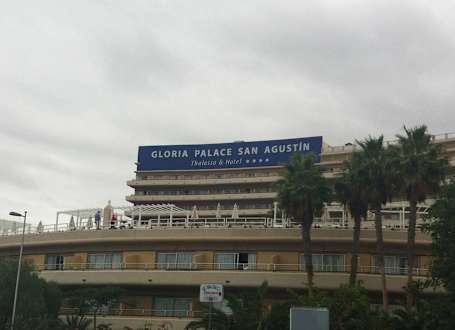 GLORIA PALACE SAN AGUSTÍN
Thalasso & Hotel ****